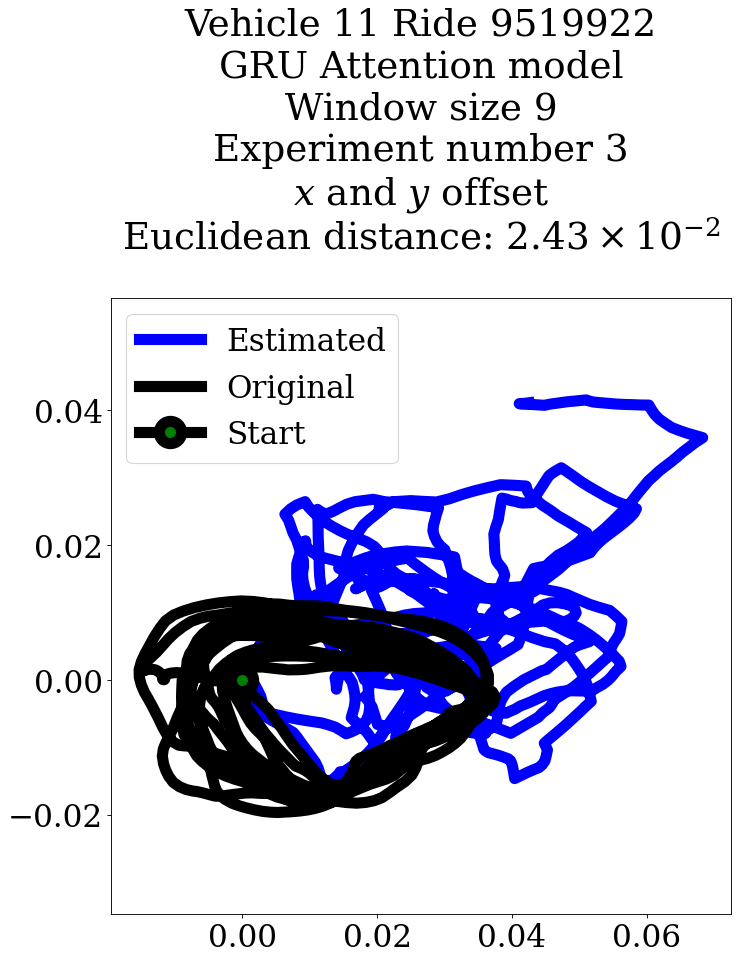 Vehicle 11 Ride 9519922
GRU Attention model
Window size 9
Experiment number 3
x and y offset
Euclidean distance: 2.43 × 10⁻²
Estimated
Original
Start
0.04
0.02
0.00
−0.02
0.00 0.02 0.04 0.06